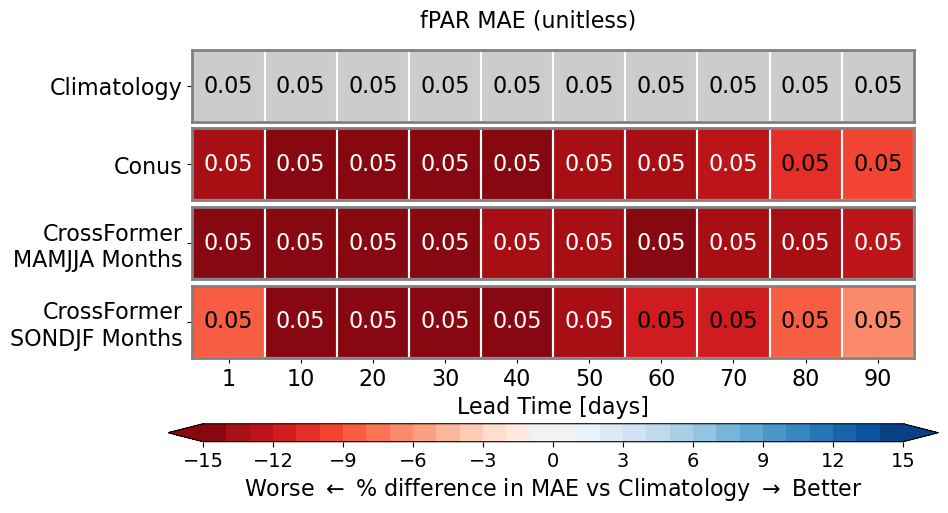 fPAR MAE (unitless)
Climatology 0.05 0.05 0.05 0.05 0.05 0.05 0.05 0.05 0.05 0.05
Conus 0.05 0.05 0.05 0.05 0.05 0.05 0.05 0.05 0.05 0.05
CrossFormer
MAMJJA Months 0.05 0.05 0.05 0.05 0.05 0.05 0.05 0.05 0.05 0.05
CrossFormer
SONDJF Months 0.05 0.05 0.05 0.05 0.05 0.05 0.05 0.05 0.05 0.05
1 10 20 30 40 50 60 70 80 90
Lead Time [days]
−15 −12 −9 −6 −3 0 3 6 9 12 15
Worse ← % difference in MAE vs Climatology → Better